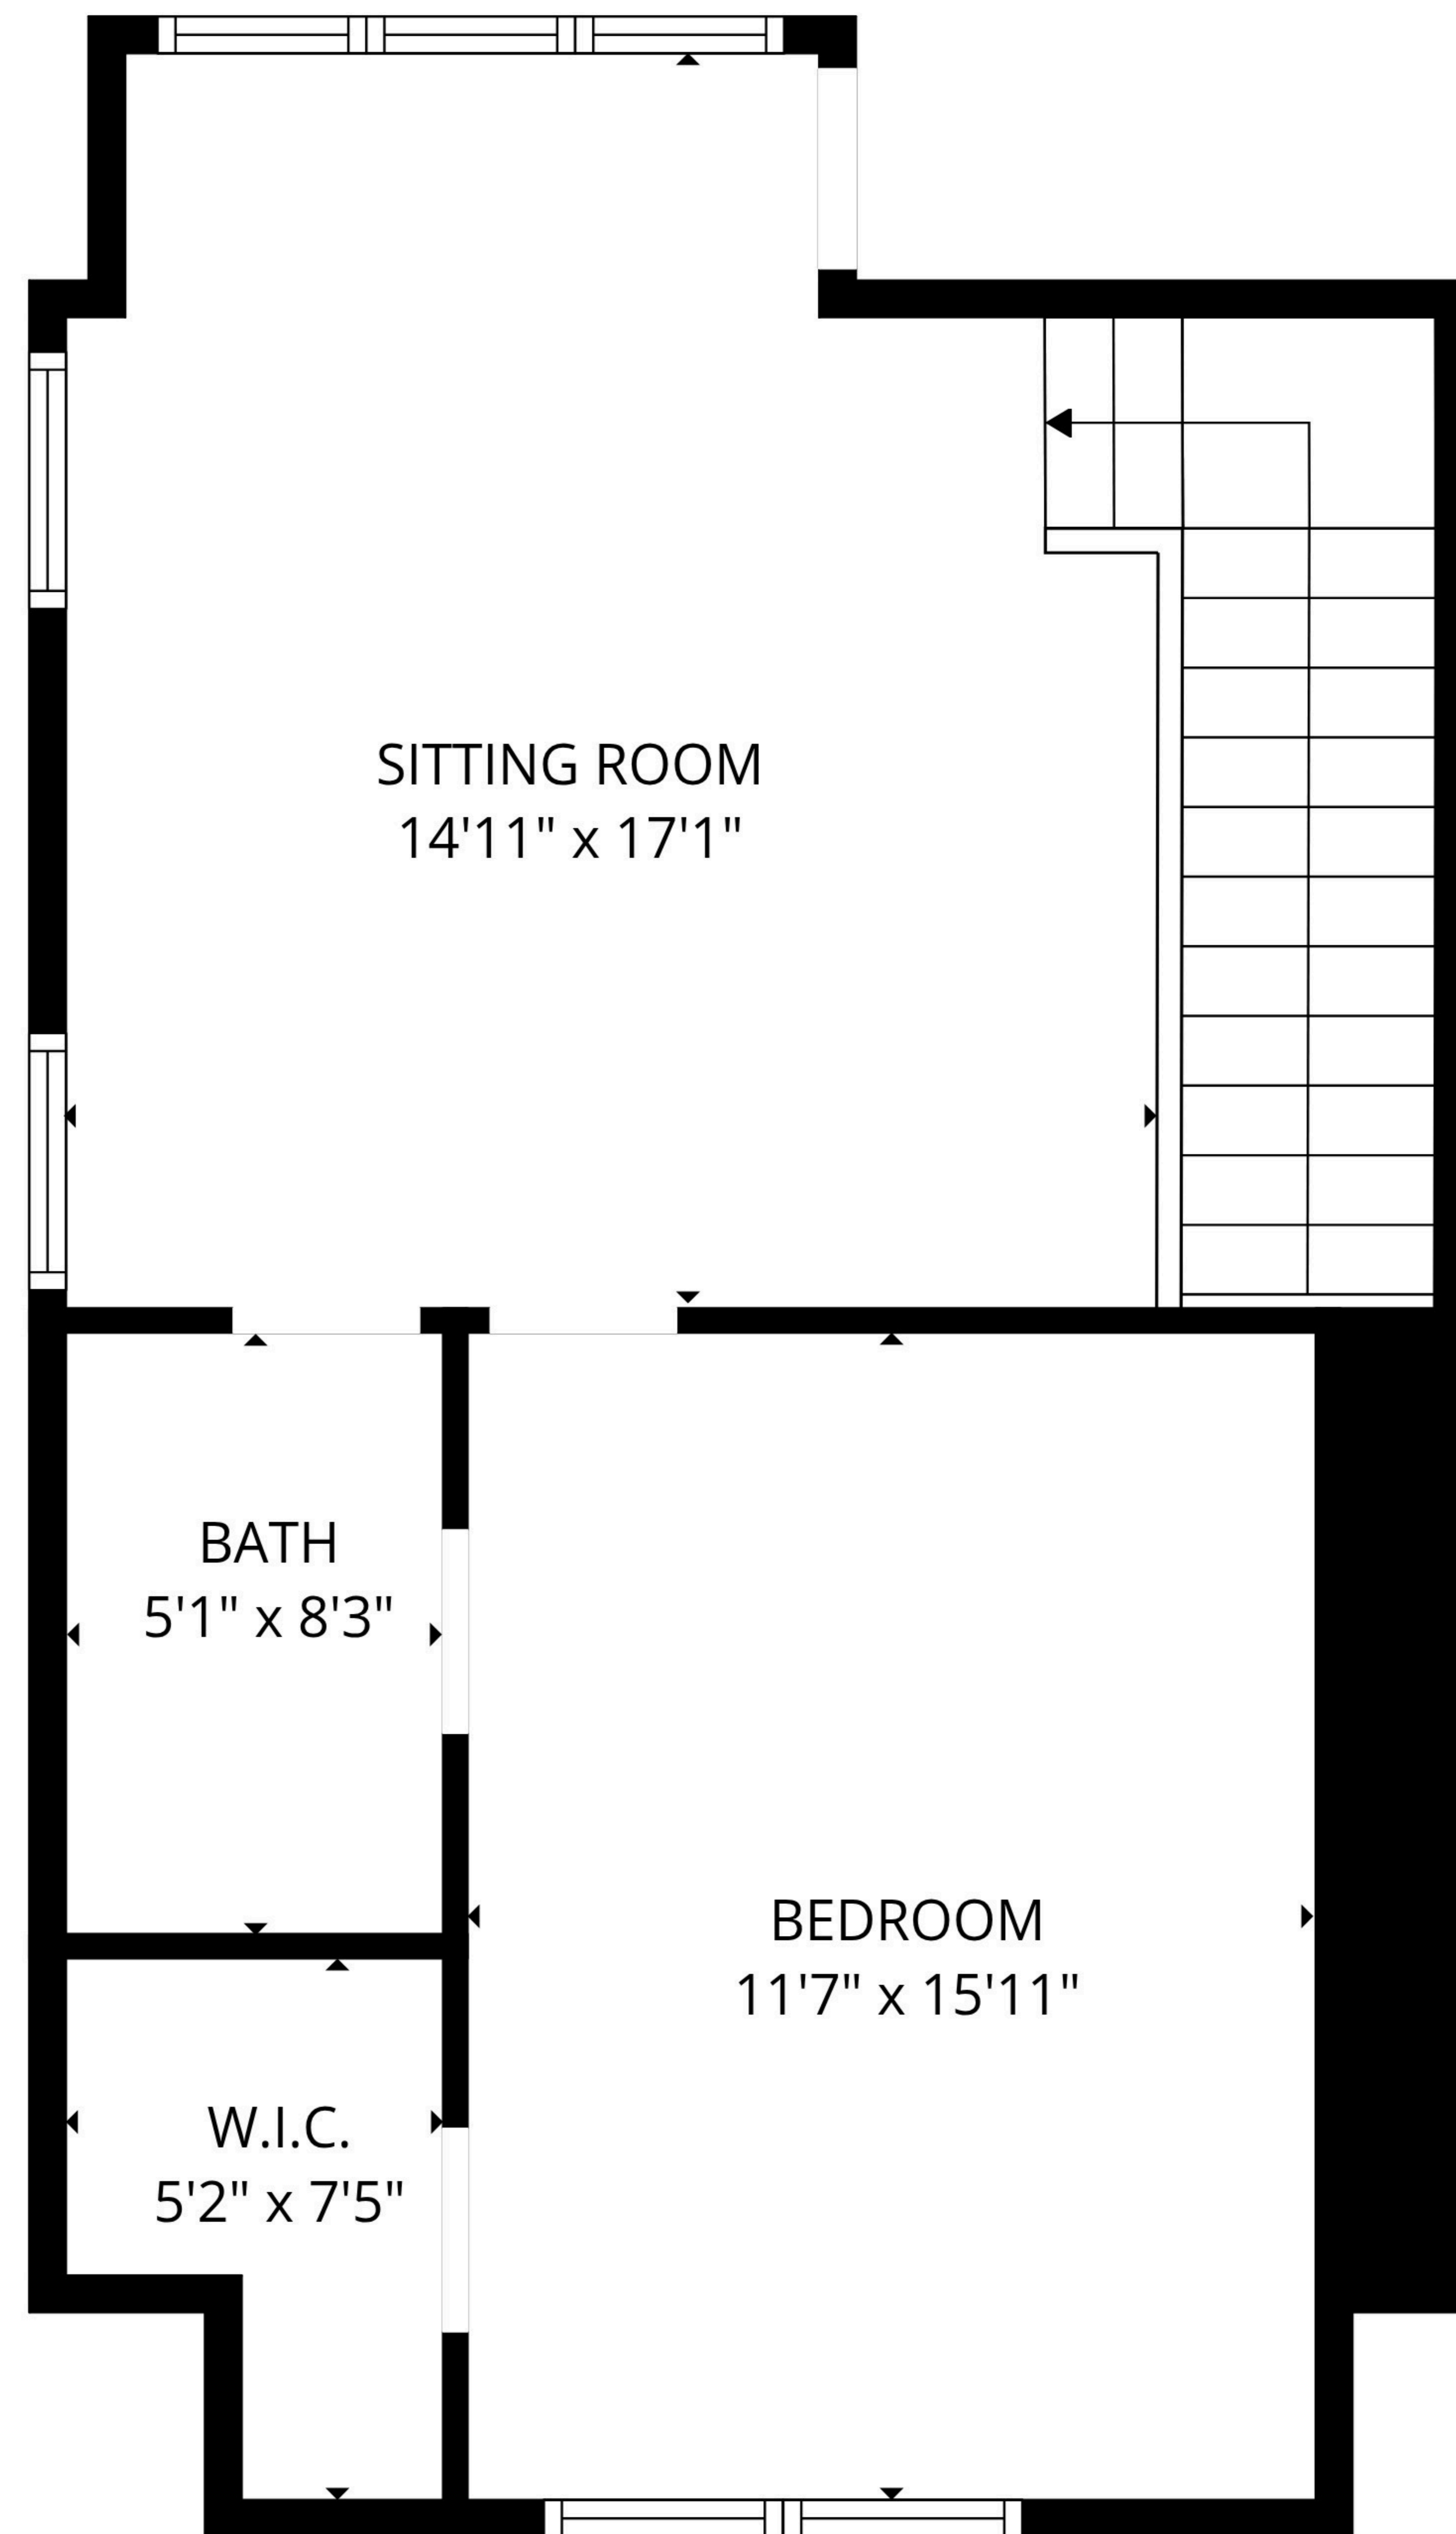 SITTING ROOM
14'11" x 17'1"
BATH
5'1" x 8'3"
BEDROOM
11'7" x 15'11"
W.I.C.
5'2" x 7'5"